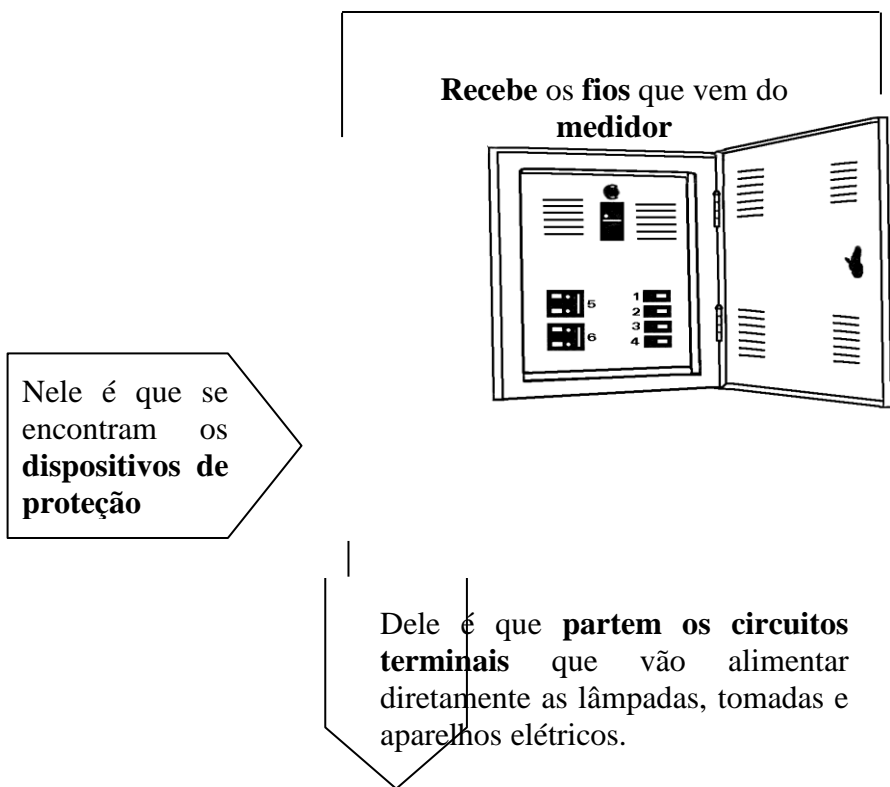 Recebe os fios que vem do
medidor
5
6
1
2
3
4
Nele é que se
encontram os
dispositivos de
proteção
Dele é que partem os circuitos
terminais que vão alimentar
diretamente as lâmpadas, tomadas e
aparelhos elétricos.